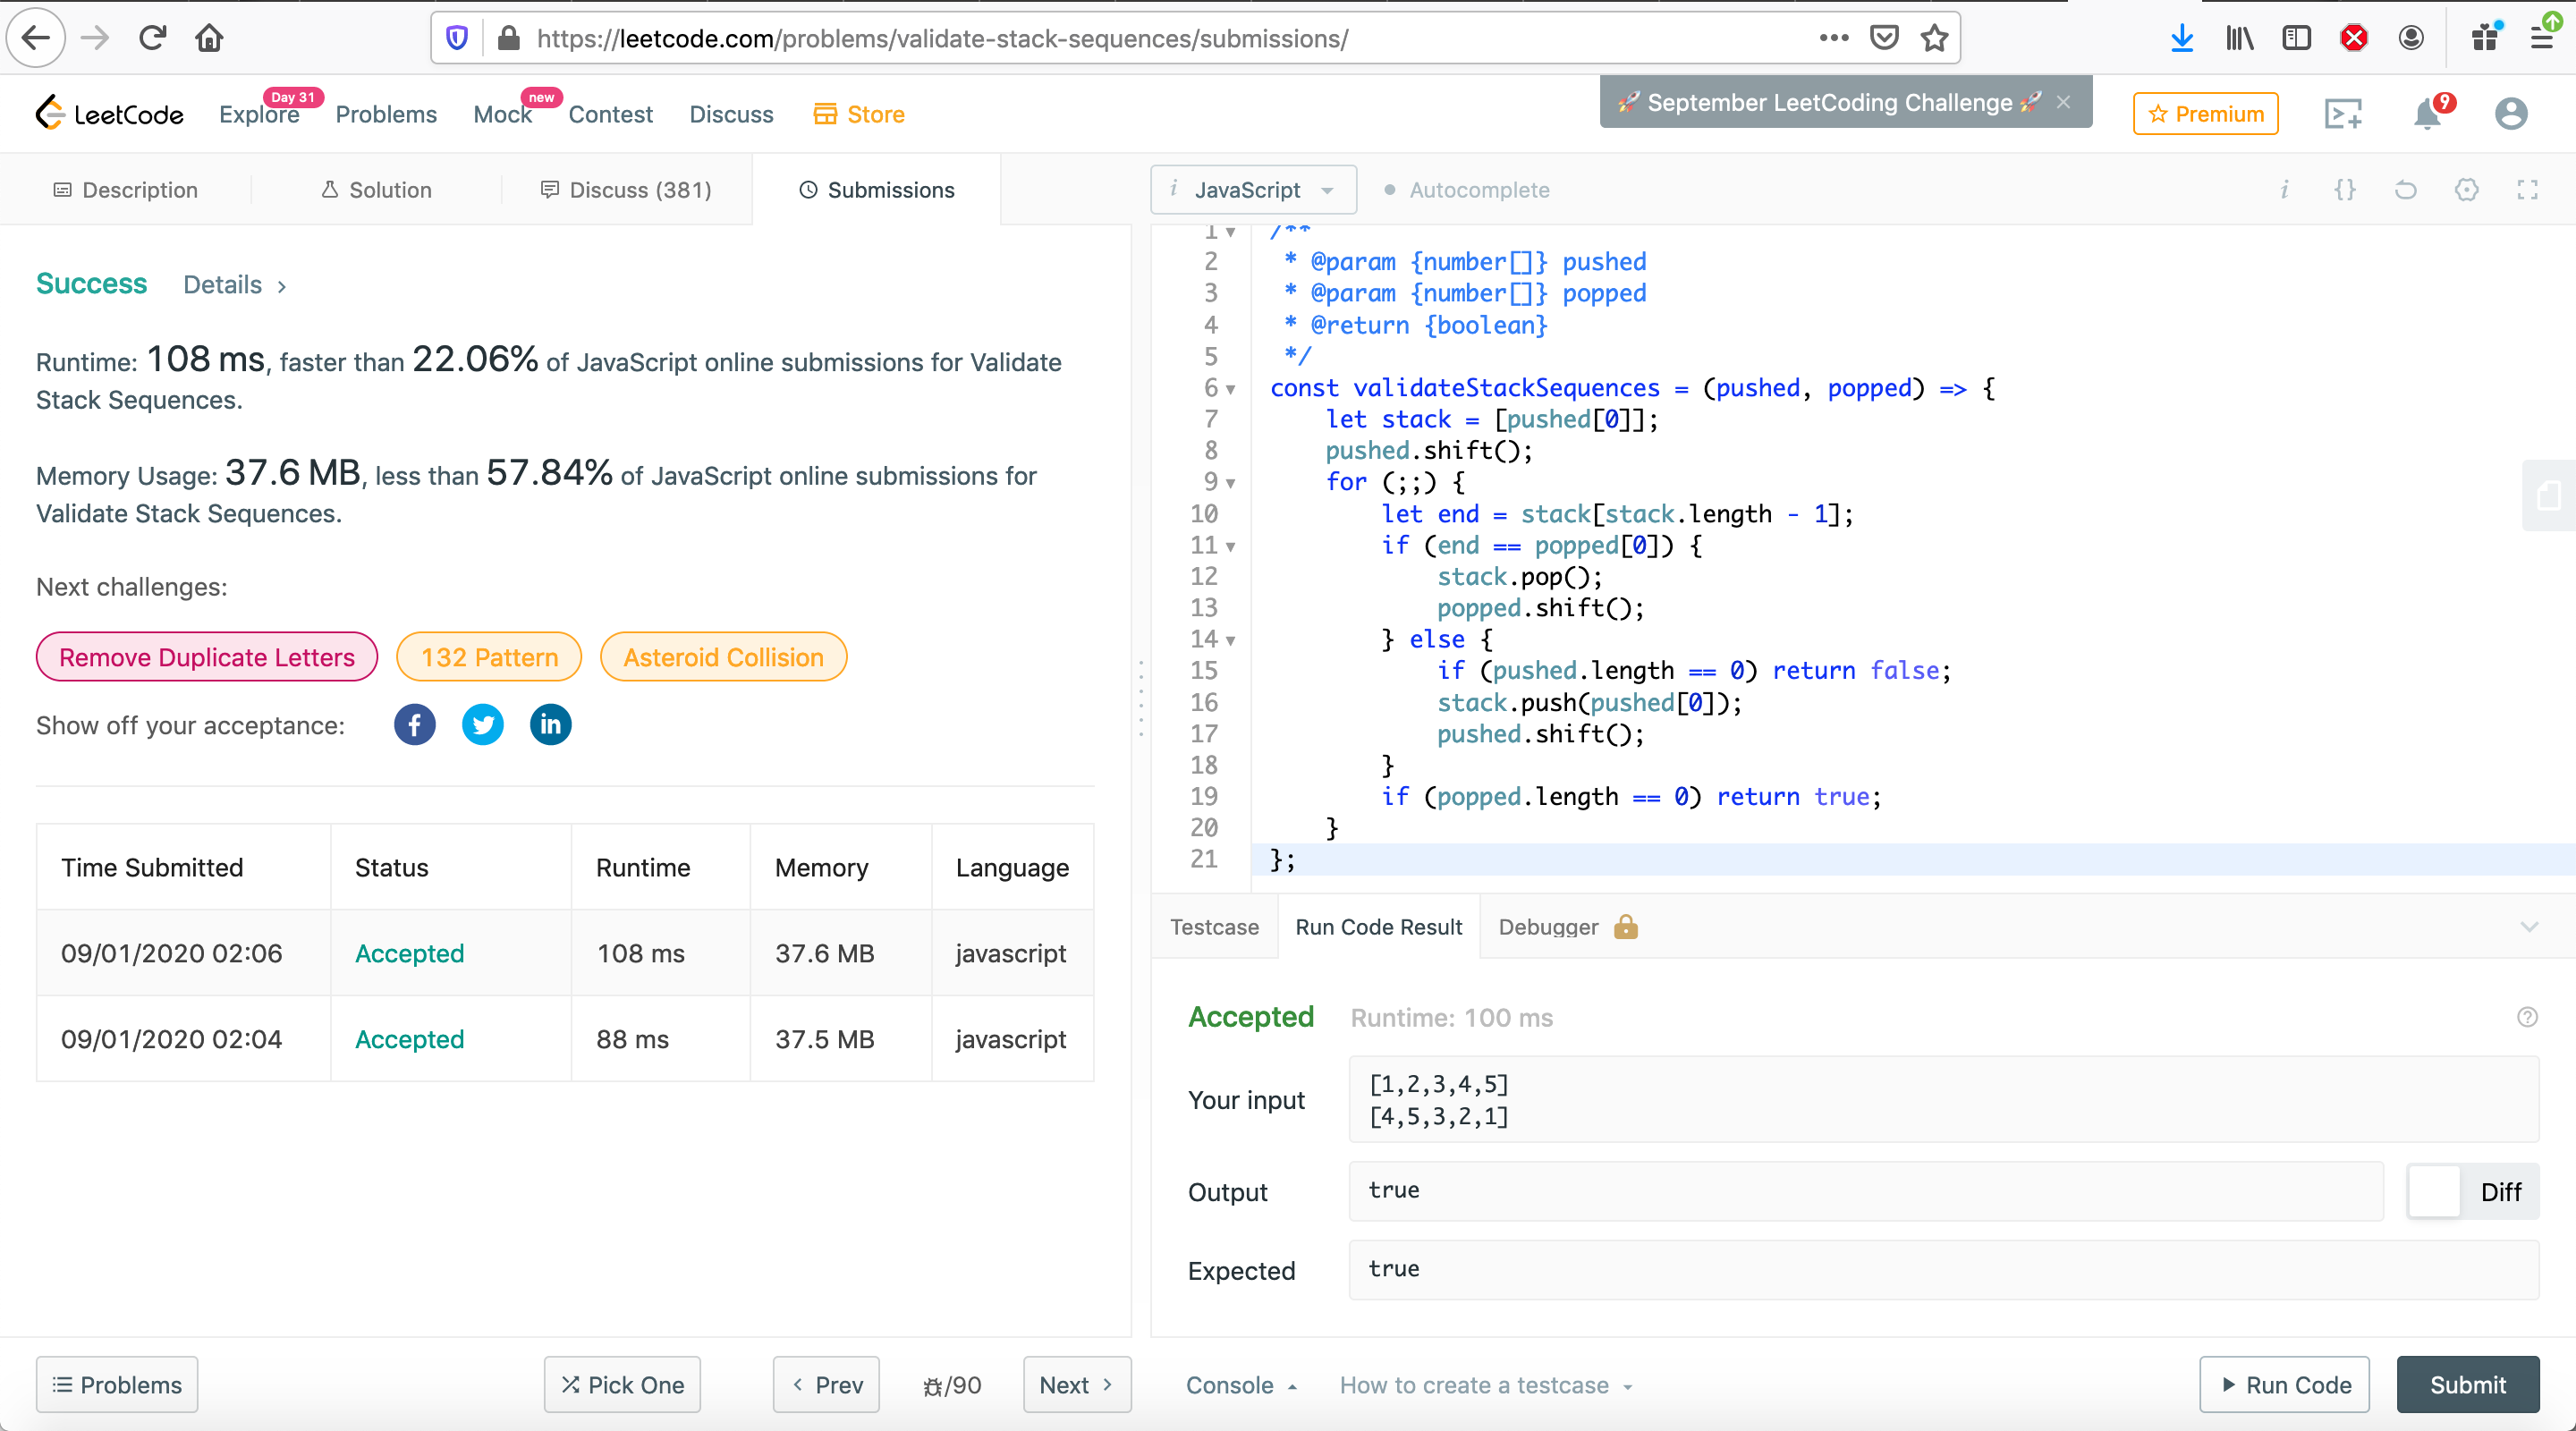 https://leetcode.com/problems/validate-stack-sequences/submissions/
LeetCode
Explore
Day 31
Problems
Mock
new
Contest
Discuss
Store
🚀 September LeetCoding Challenge 🚀 ×
Premium
9
Description
Solution
Discuss (381)
Submissions
i JavaScript
Autocomplete
i {}
Success Details >
Runtime: 108 ms, faster than 22.06% of JavaScript online submissions for Validate
Stack Sequences.
Memory Usage: 37.6 MB, less than 57.84% of JavaScript online submissions for
Validate Stack Sequences.
Next challenges:
Remove Duplicate Letters
132 Pattern
Asteroid Collision
Show off your acceptance:
f
in
Time Submitted Status Runtime Memory Language
09/01/2020 02:06 Accepted 108 ms 37.6 MB javascript
09/01/2020 02:04 Accepted 88 ms 37.5 MB javascript
1 /**
2  * @param {number[]} pushed
3  * @param {number[]} popped
4  * @return {boolean}
5  */
6 const validateStackSequences = (pushed, popped) => {
7     let stack = [pushed[0]];
8     pushed.shift();
9     for (;;) {
10         let end = stack[stack.length - 1];
11         if (end == popped[0]) {
12             stack.pop();
13             popped.shift();
14         } else {
15             if (pushed.length == 0) return false;
16             stack.push(pushed[0]);
17             pushed.shift();
18         }
19         if (popped.length == 0) return true;
20     }
21 };
Testcase
Run Code Result
Debugger
Accepted Runtime: 100 ms
?
Your input
[1,2,3,4,5]
[4,5,3,2,1]
Output
true
Diff
Expected
true
Problems
Pick One
< Prev
/90
Next >
Console
How to create a testcase
Run Code
Submit